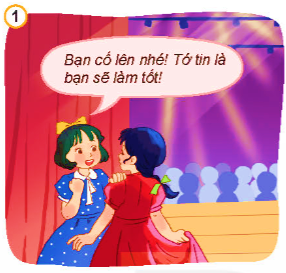 1
Bạn cố lên nhé! Tớ tin là
bạn sẽ làm tốt!